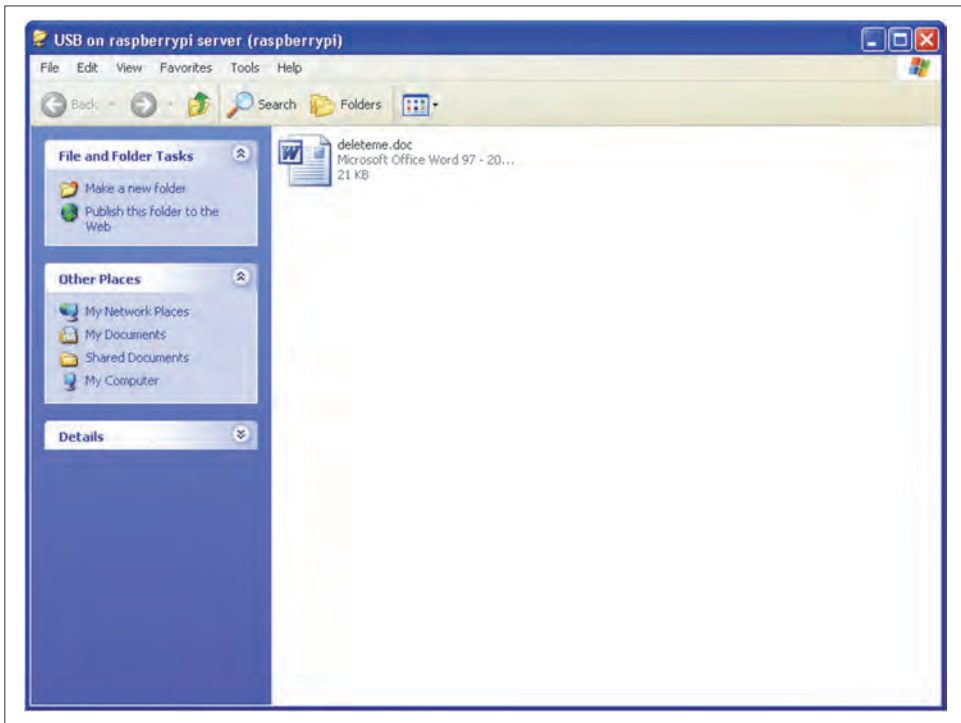 USB on raspberrypi server (raspberrypi)
File Edit View Favorites Tools Help
Back Search Folders
File and Folder Tasks
Make a new folder
Publish this folder to the
Web
Other Places
My Network Places
My Documents
Shared Documents
My Computer
Details
deleteme.doc
Microsoft Office Word 97 - 20...
21 KB